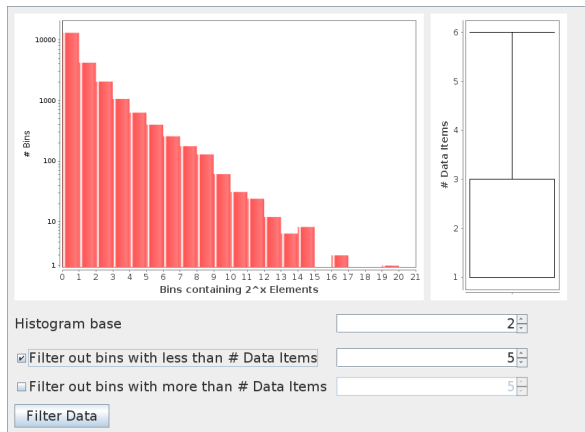 10000
1000
100
10
1
# Bins
0 1 2 3 4 5 6 7 8 9 10 11 12 13 14 15 16 17 18 19 20 21
Bins containing 2^x Elements
6
5
4
3
2
1
# Data Items
Histogram base 2
Filter out bins with less than # Data Items 5
Filter out bins with more than # Data Items 5
Filter Data